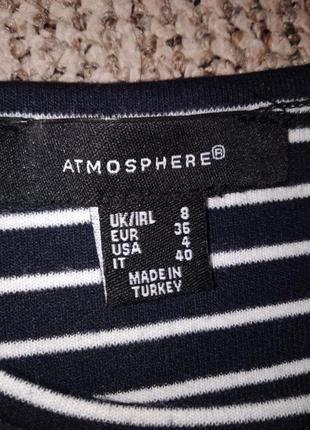 ATMOSPHERE®
UK/IRL 8
EUR 36
USA 4
IT 40
MADE IN
TURKEY